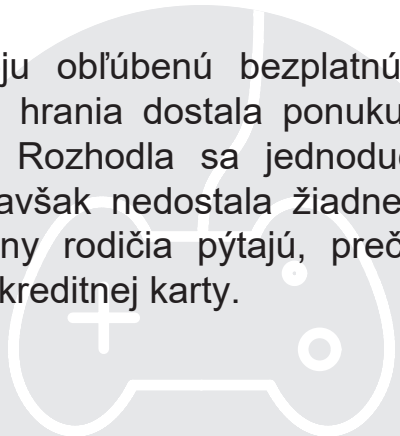 ju obľúbenú bezplatnú
hrania dostala ponuku
Rozhodla sa jednoduc
avšak nedostala žiadne
ny rodičia pýtajú, preč
kreditnej karty.